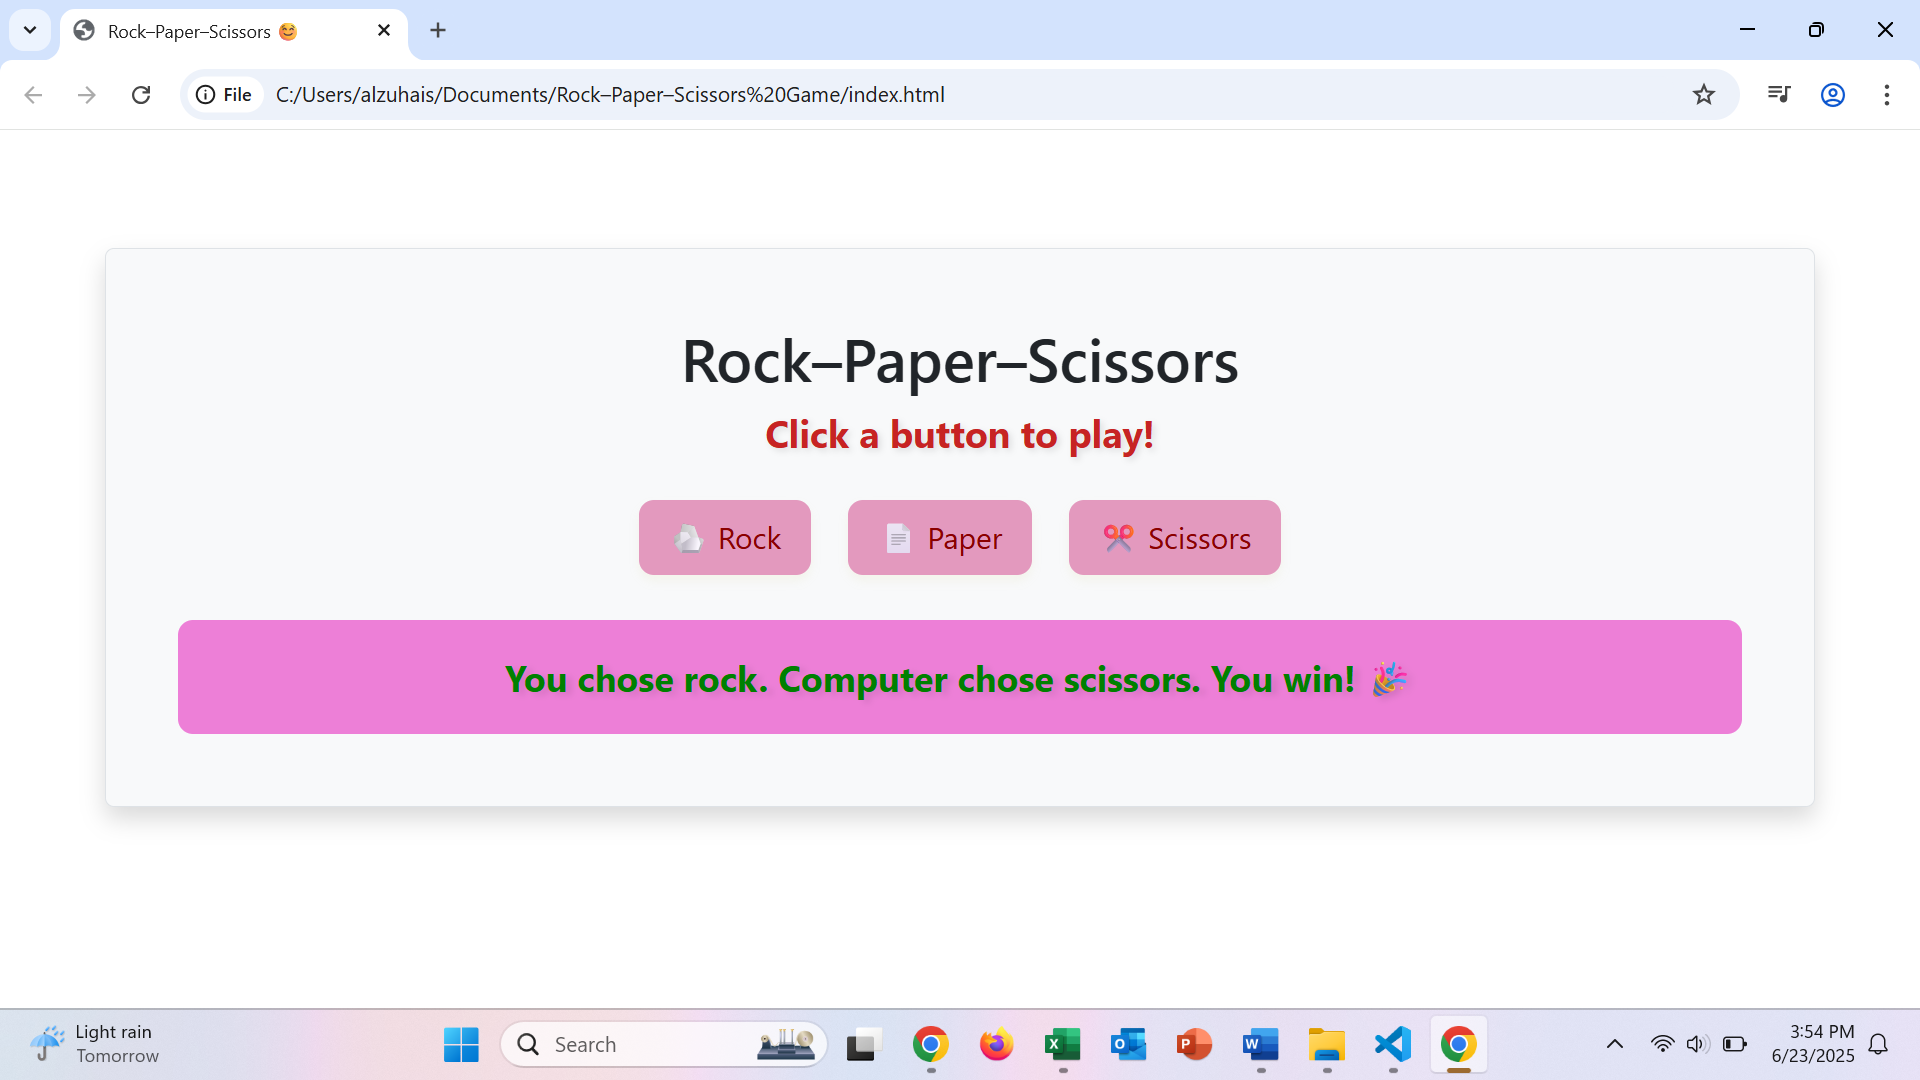 Rock–Paper–Scissors 😊
File
C:/Users/alzuhais/Documents/Rock–Paper–Scissors%20Game/index.html
Rock–Paper–Scissors
Click a button to play!
🪨 Rock
📄 Paper
✂️ Scissors
You chose rock. Computer chose scissors. You win! 🎉
Light rain
Tomorrow
Search
3:54 PM
6/23/2025